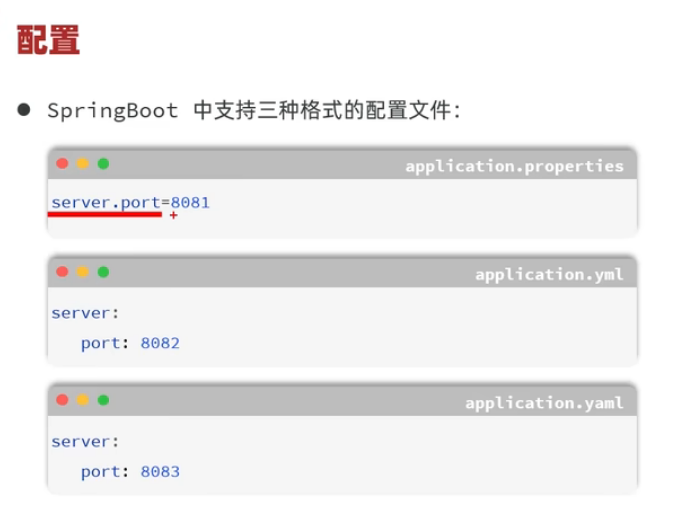 配置
● SpringBoot 中支持三种格式的配置文件：
application.properties
server.port=8081
application.yml
server:
port: 8082
application.yaml
server:
port: 8083